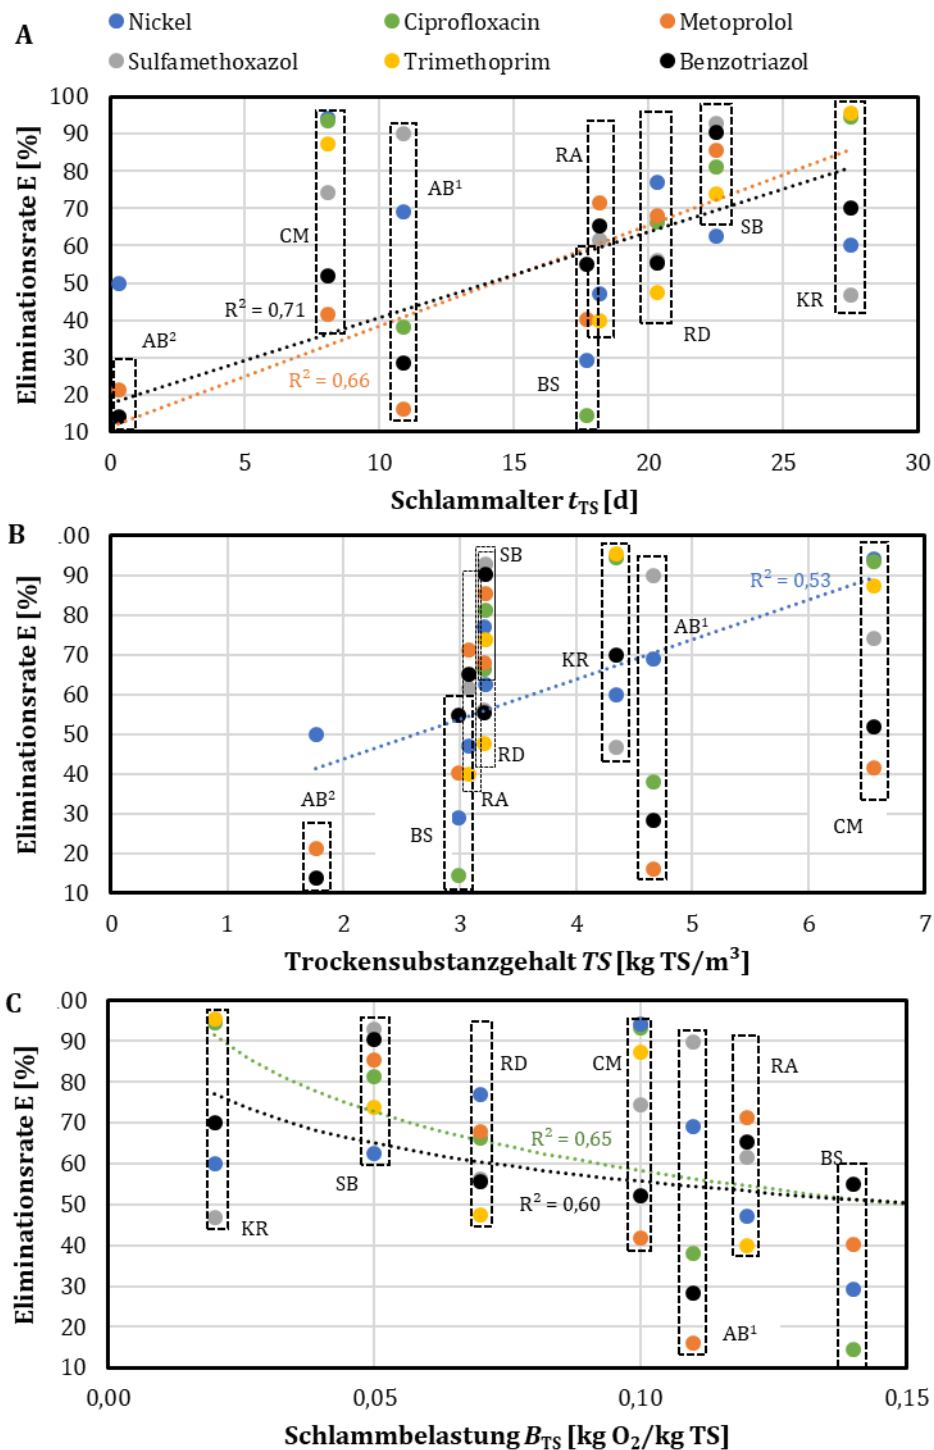 A
Nickel Ciprofloxacin Metoprolol
Sulfamethoxazol Trimethoprim Benzotriazol
Eliminationsrate E [%]
100
90
80
70
60
50
40
30
20
10
AB²
CM
R² = 0,71
R² = 0,66
AB¹
RA
BS
RD
SB
KR
0 5 10 15 20 25 30
Schlammalter tTS [d]
B
Eliminationsrate E [%]
.00
90
80
70
60
50
40
30
20
10
SB
R² = 0,53
AB¹
KR
RD
RA
AB²
BS
CM
0 1 2 3 4 5 6 7
Trockensubstanzgehalt TS [kg TS/m³]
C
Eliminationsrate E [%]
.00
90
80
70
60
50
40
30
20
10
RD
CM
RA
R² = 0,65
BS
SB
R² = 0,60
KR
AB¹
0,00 0,05 0,10 0,15
Schlammbelastung BTS [kg O₂/kg TS]